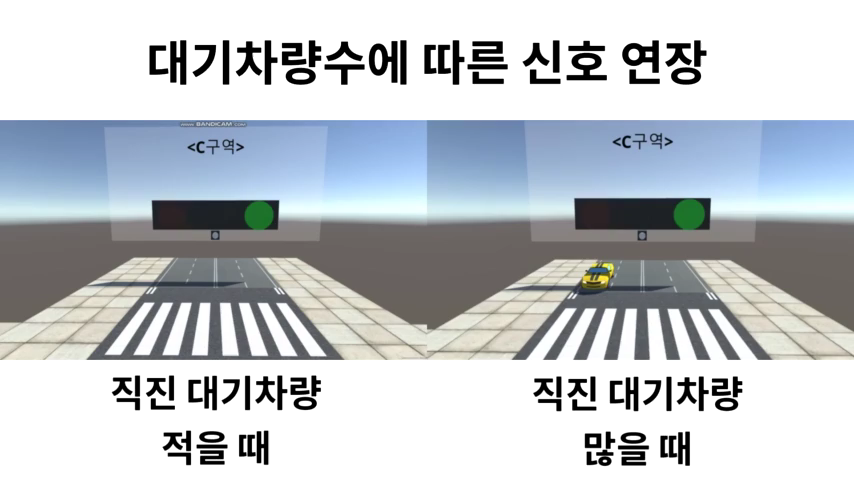 대기차량수에 따른 신호 연장
BANDICAM
<C구역>
<C구역>
직진 대기차량
적을 때
직진 대기차량
많을 때